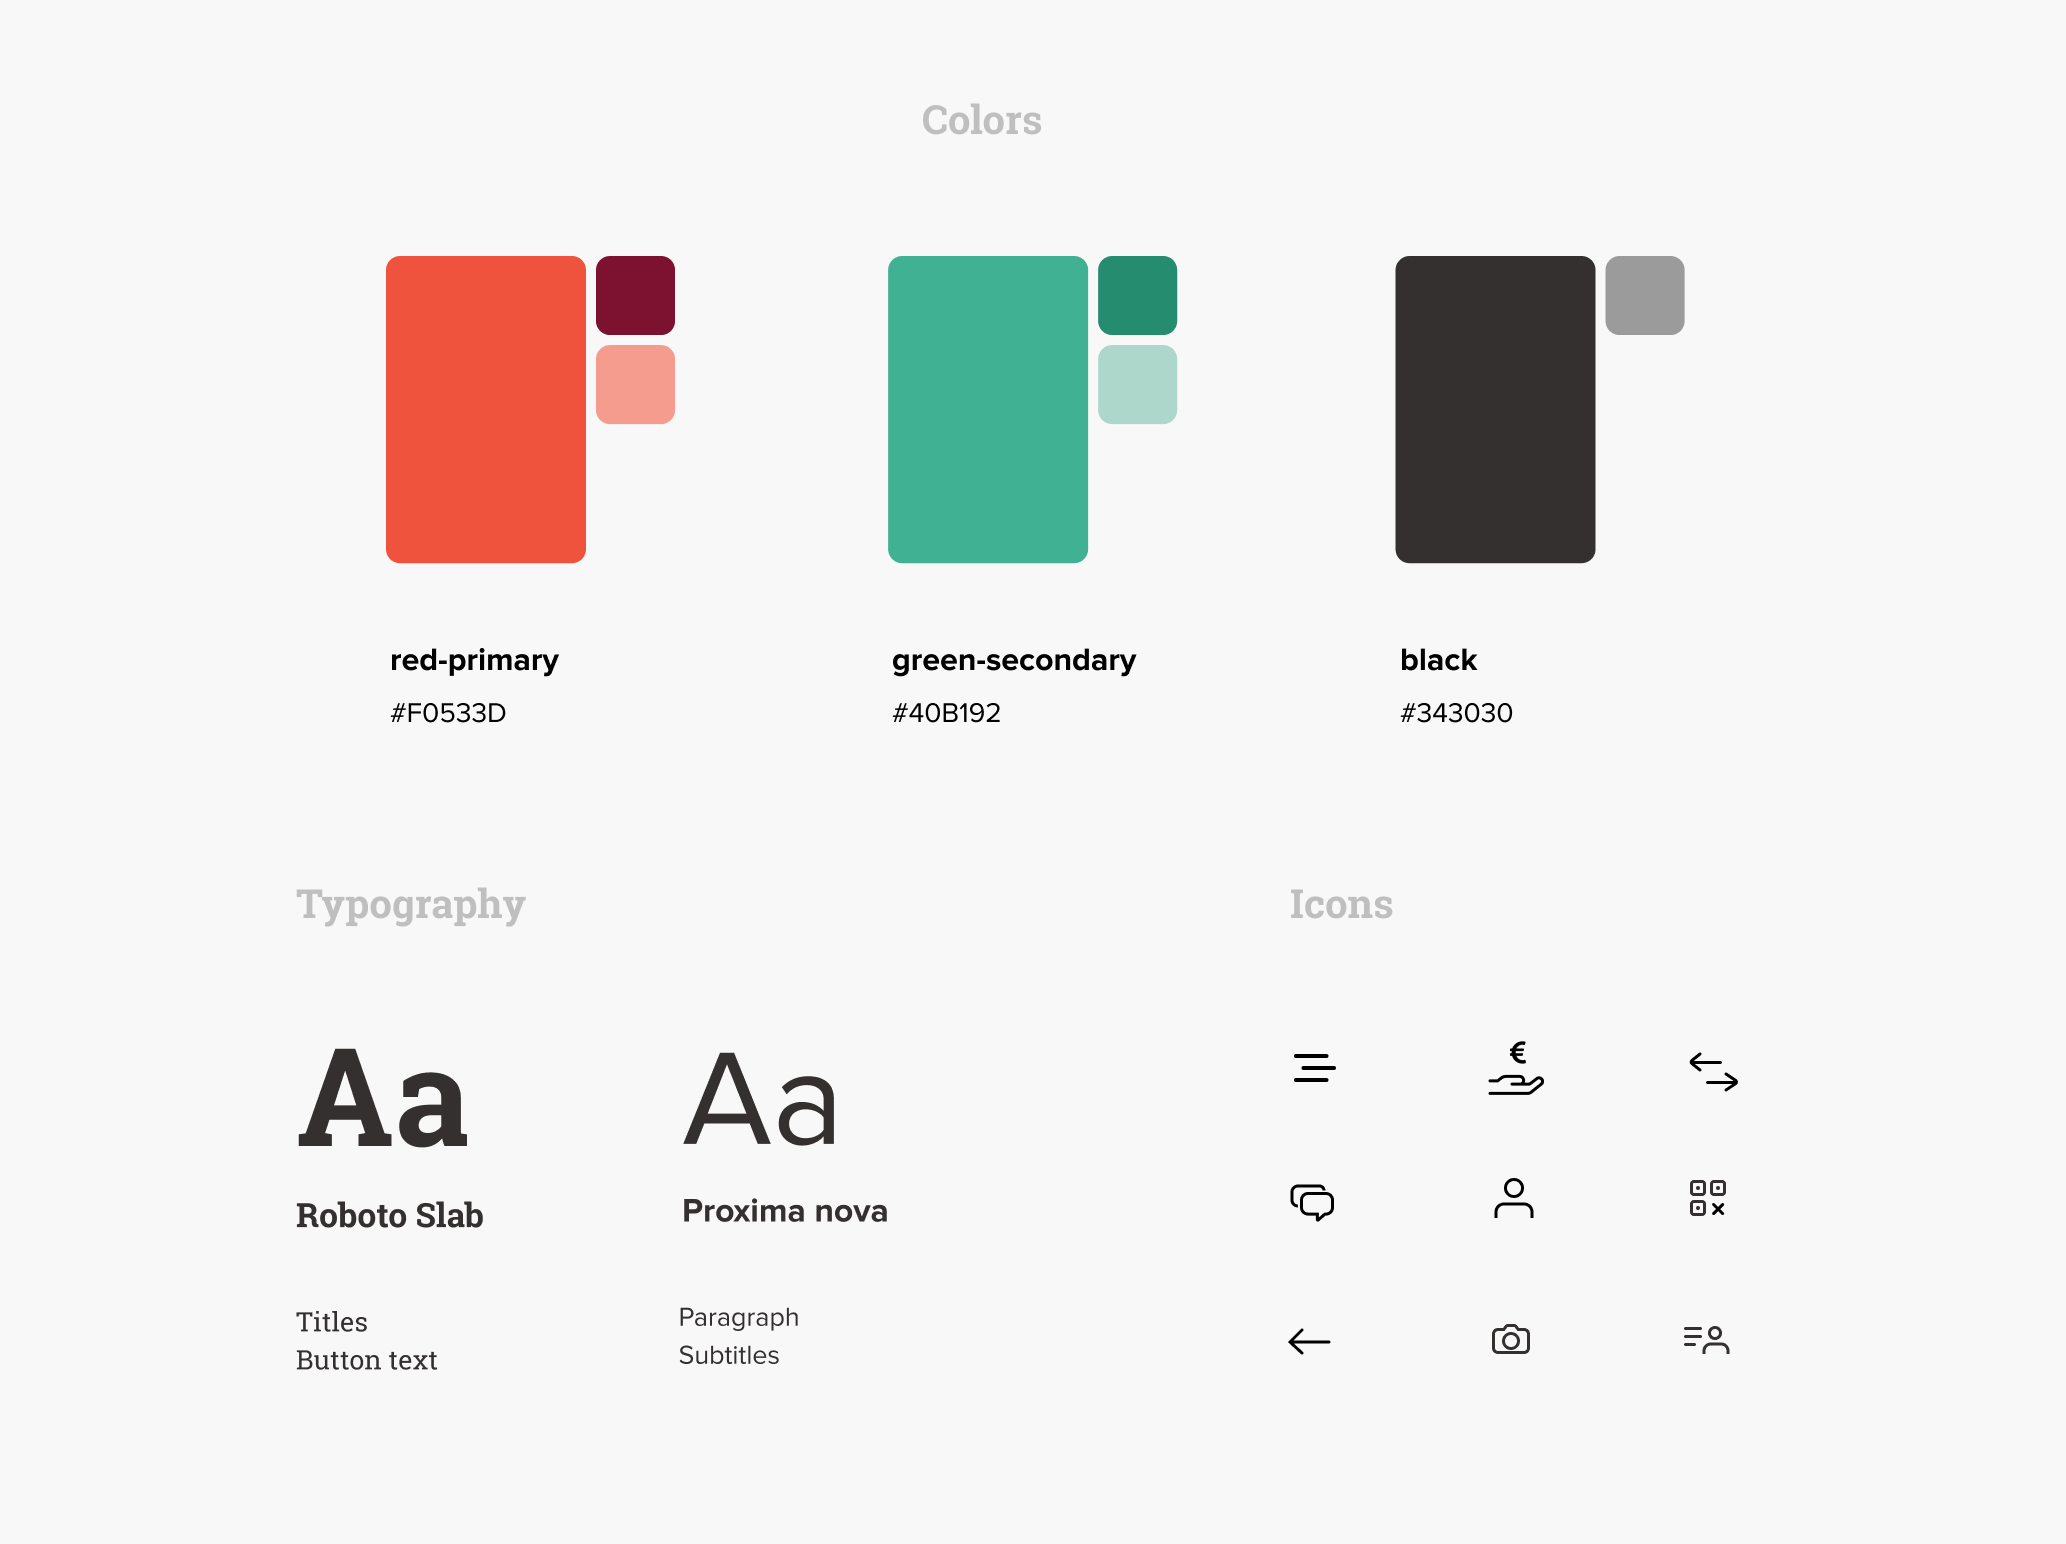 Colors
red-primary
#F0533D
green-secondary
#40B192
black
#343030
Typography
Aa
Roboto Slab
Titles
Button text
Aa
Proxima nova
Paragraph
Subtitles
Icons
€